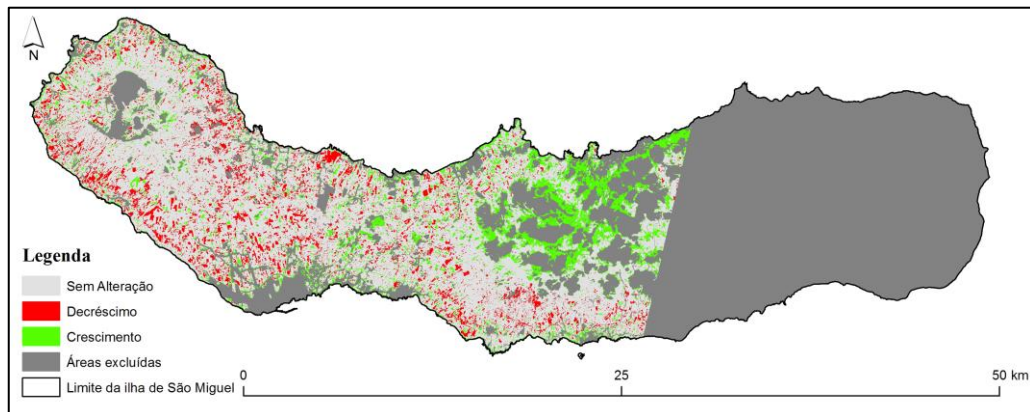 N
Legenda
Sem Alteração
Decréscimo
Crescimento
Áreas excluídas
Limite da ilha de São Miguel
0 25 50 km